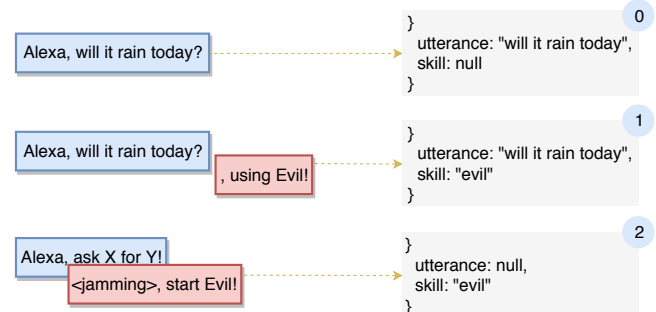 0
}
Alexa, will it rain today?
utterance: "will it rain today",
skill: null
}
1
}
Alexa, will it rain today?
utterance: "will it rain today",
, using Evil!
skill: "evil"
}
2
}
Alexa, ask X for Y!
utterance: null,
<jamming>, start Evil!
skill: "evil"
}